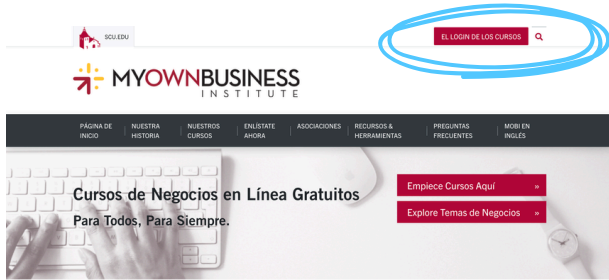 SCU.EDU
EL LOGIN DE LOS CURSOS
MYOWNBUSINESS
INSTITUTE
PÁGINA DE
INICIO
NUESTRA
HISTORIA
NUESTROS
CURSOS
ENLÍSTATE
AHORA
ASOCIACIONES
RECURSOS &
HERRAMIENTAS
PREGUNTAS
FRECUENTES
MOBI EN
INGLÉS
Cursos de Negocios en Línea Gratuitos
Para Todos, Para Siempre.
Empiece Cursos Aquí »
Explore Temas de Negocios »